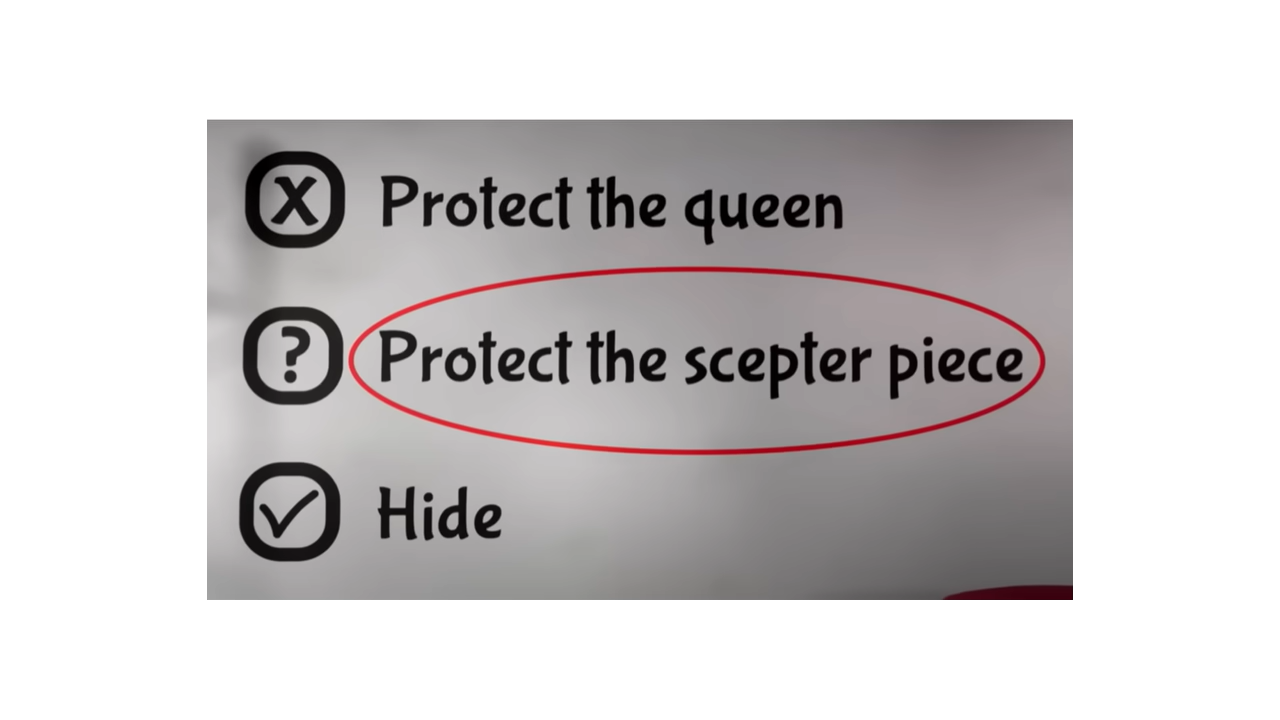 X Protect the queen
? Protect the scepter piece
✓ Hide